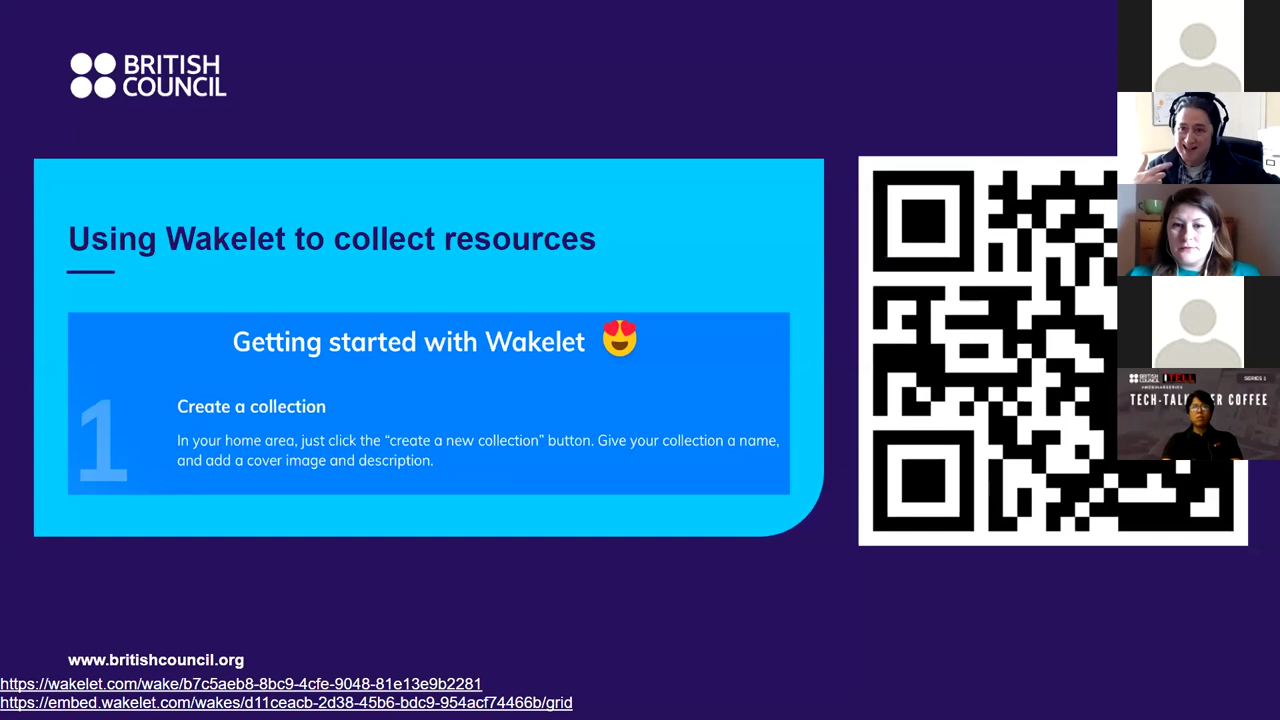 BRITISH
COUNCIL
Using Wakelet to collect resources
Getting started with Wakelet
1
Create a collection
In your home area, just click the “create a new collection” button. Give your collection a name,
and add a cover image and description.
BRITISH
COUNCIL
iTELL
SERIES 1
#WEBINARSERIES
TECH-TAL ER COFFEE
www.britishcouncil.org
https://wakelet.com/wake/b7c5aeb8-8bc9-4cfe-9048-81e13e9b2281
https://embed.wakelet.com/wakes/d11ceacb-2d38-45b6-bdc9-954acf74466b/grid